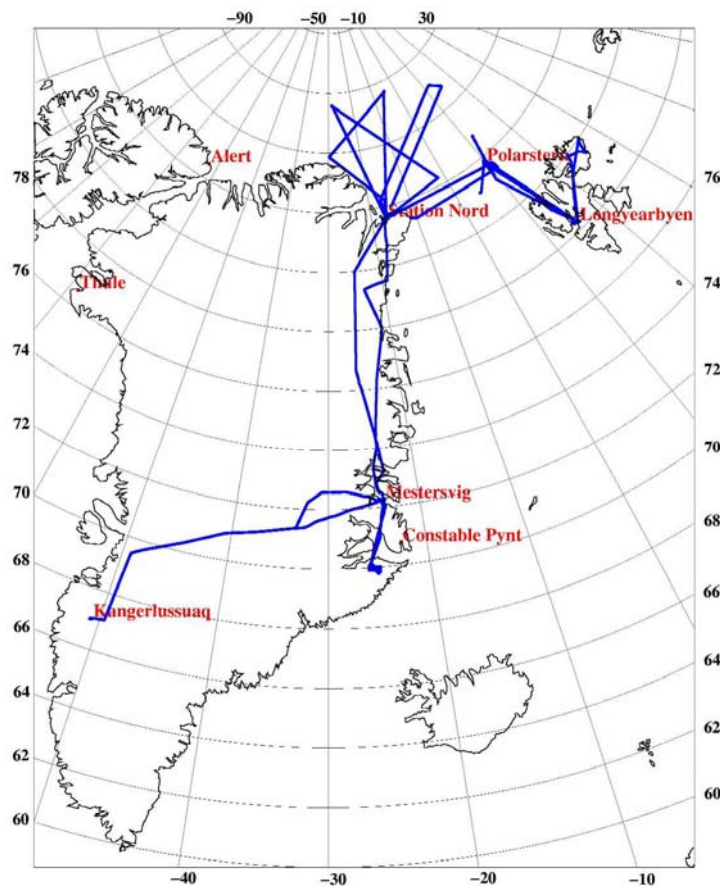 −90 −50 −10 30
Alert
Polarstern
78 76
Station Nord Longyearbyen
76
Thule
74
74
72
72
70
70
Mestersvig
68
Constable Pynt
68
66
Kangerlussuaq
66
64
64
62
62
60
60
−40 −30 −20 −10